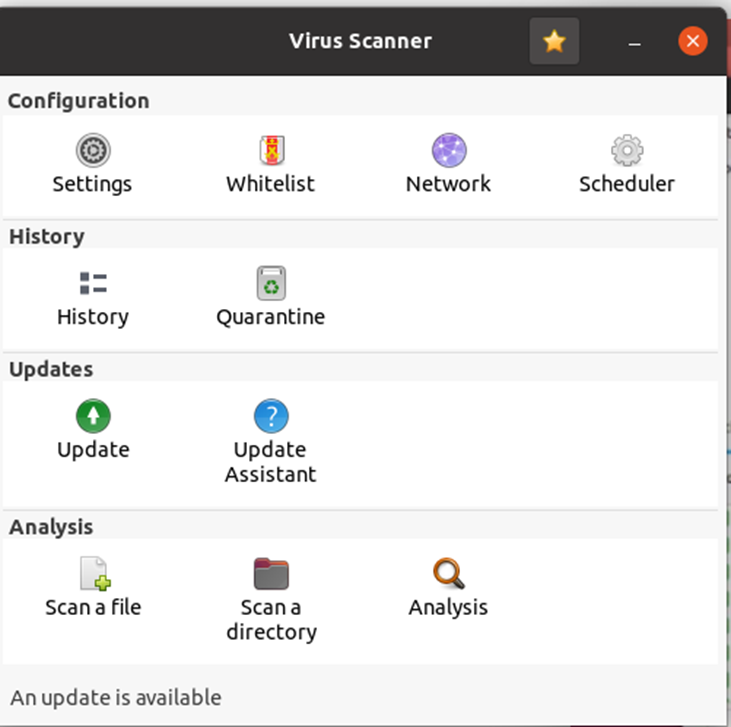 Virus Scanner
Configuration
Settings
Whitelist
Network
Scheduler
History
History
Quarantine
Updates
Update
Update
Assistant
Analysis
Scan a file
Scan a
directory
Analysis
An update is available